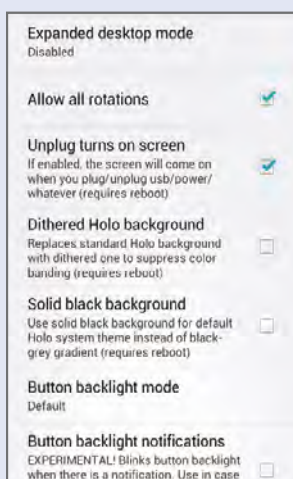 Expanded desktop mode
Disabled
Allow all rotations
Unplug turns on screen
If enabled, the screen will come on
when you plug/unplug usb/power/
whatever (requires reboot)
Dithered Holo background
Replaces standard Holo background
with dithered one to suppress color
banding (requires reboot)
Solid black background
Use solid black background for default
Holo system theme instead of black-
grey gradient (requires reboot)
Button backlight mode
Default
Button backlight notifications
EXPERIMENTAL! Blinks button backlight
when there is a notification. Use in case